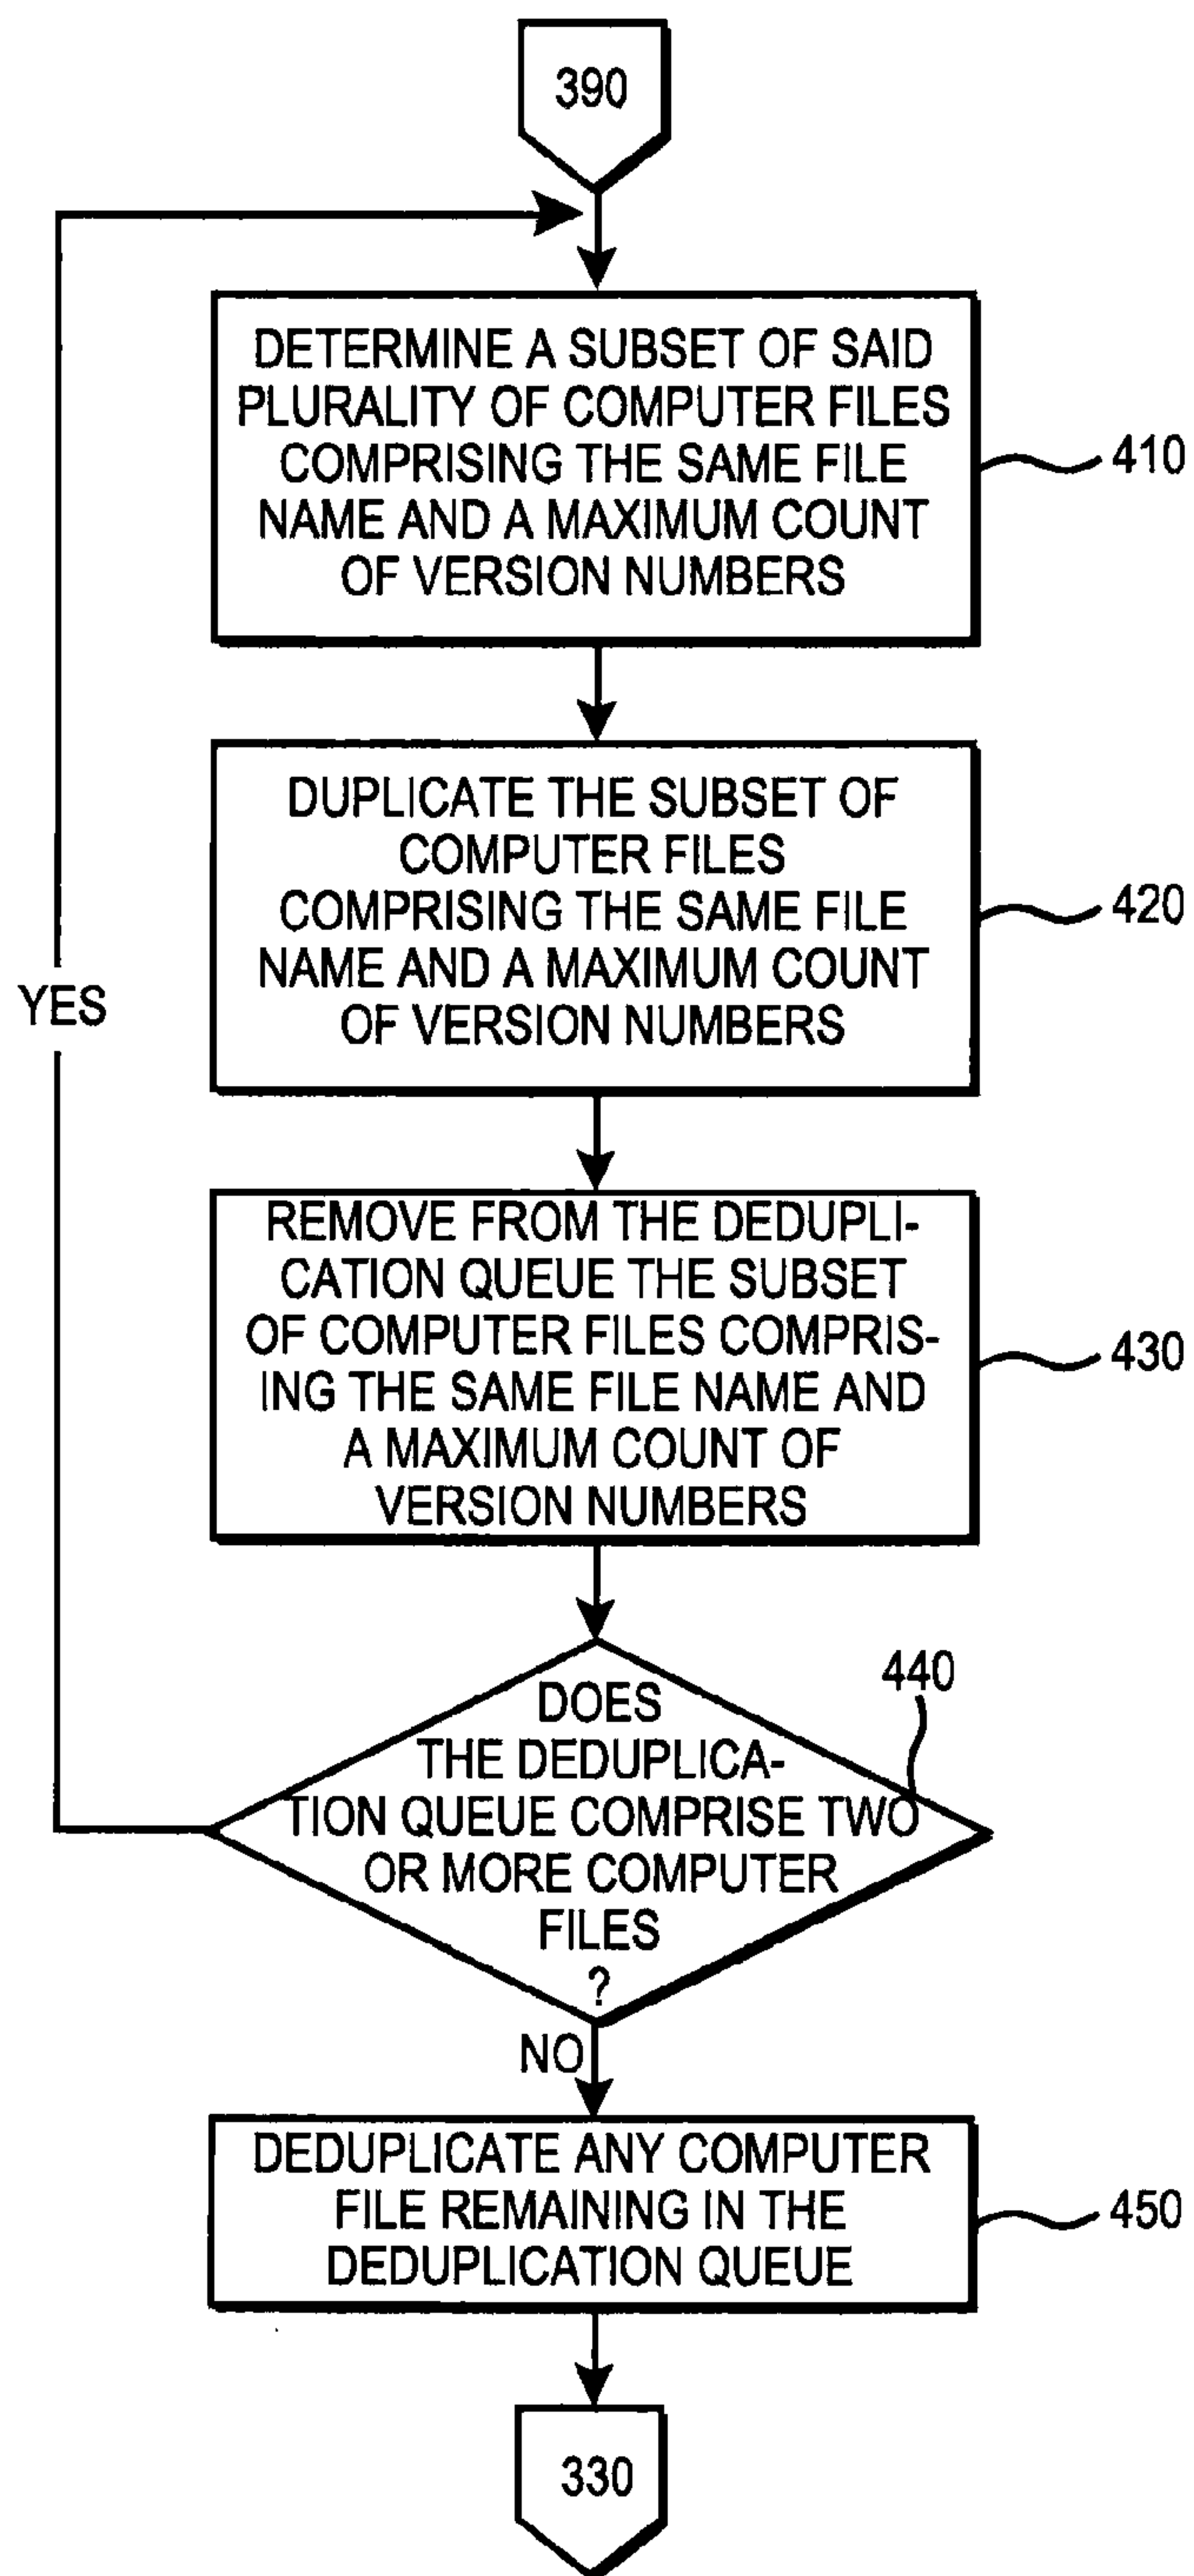 390
DETERMINE A SUBSET OF SAID
PLURALITY OF COMPUTER FILES
COMPRISING THE SAME FILE
NAME AND A MAXIMUM COUNT
OF VERSION NUMBERS
410
DUPLICATE THE SUBSET OF
COMPUTER FILES
COMPRISING THE SAME FILE
NAME AND A MAXIMUM COUNT
OF VERSION NUMBERS
420
YES
REMOVE FROM THE DEDUPLI-
CATION QUEUE THE SUBSET
OF COMPUTER FILES COMPRIS-
ING THE SAME FILE NAME AND
A MAXIMUM COUNT OF
VERSION NUMBERS
430
440
DOES
THE DEDUPLICA-
TION QUEUE COMPRISE TWO
OR MORE COMPUTER
FILES
?
NO
DEDUPLICATE ANY COMPUTER
FILE REMAINING IN THE
DEDUPLICATION QUEUE
450
330